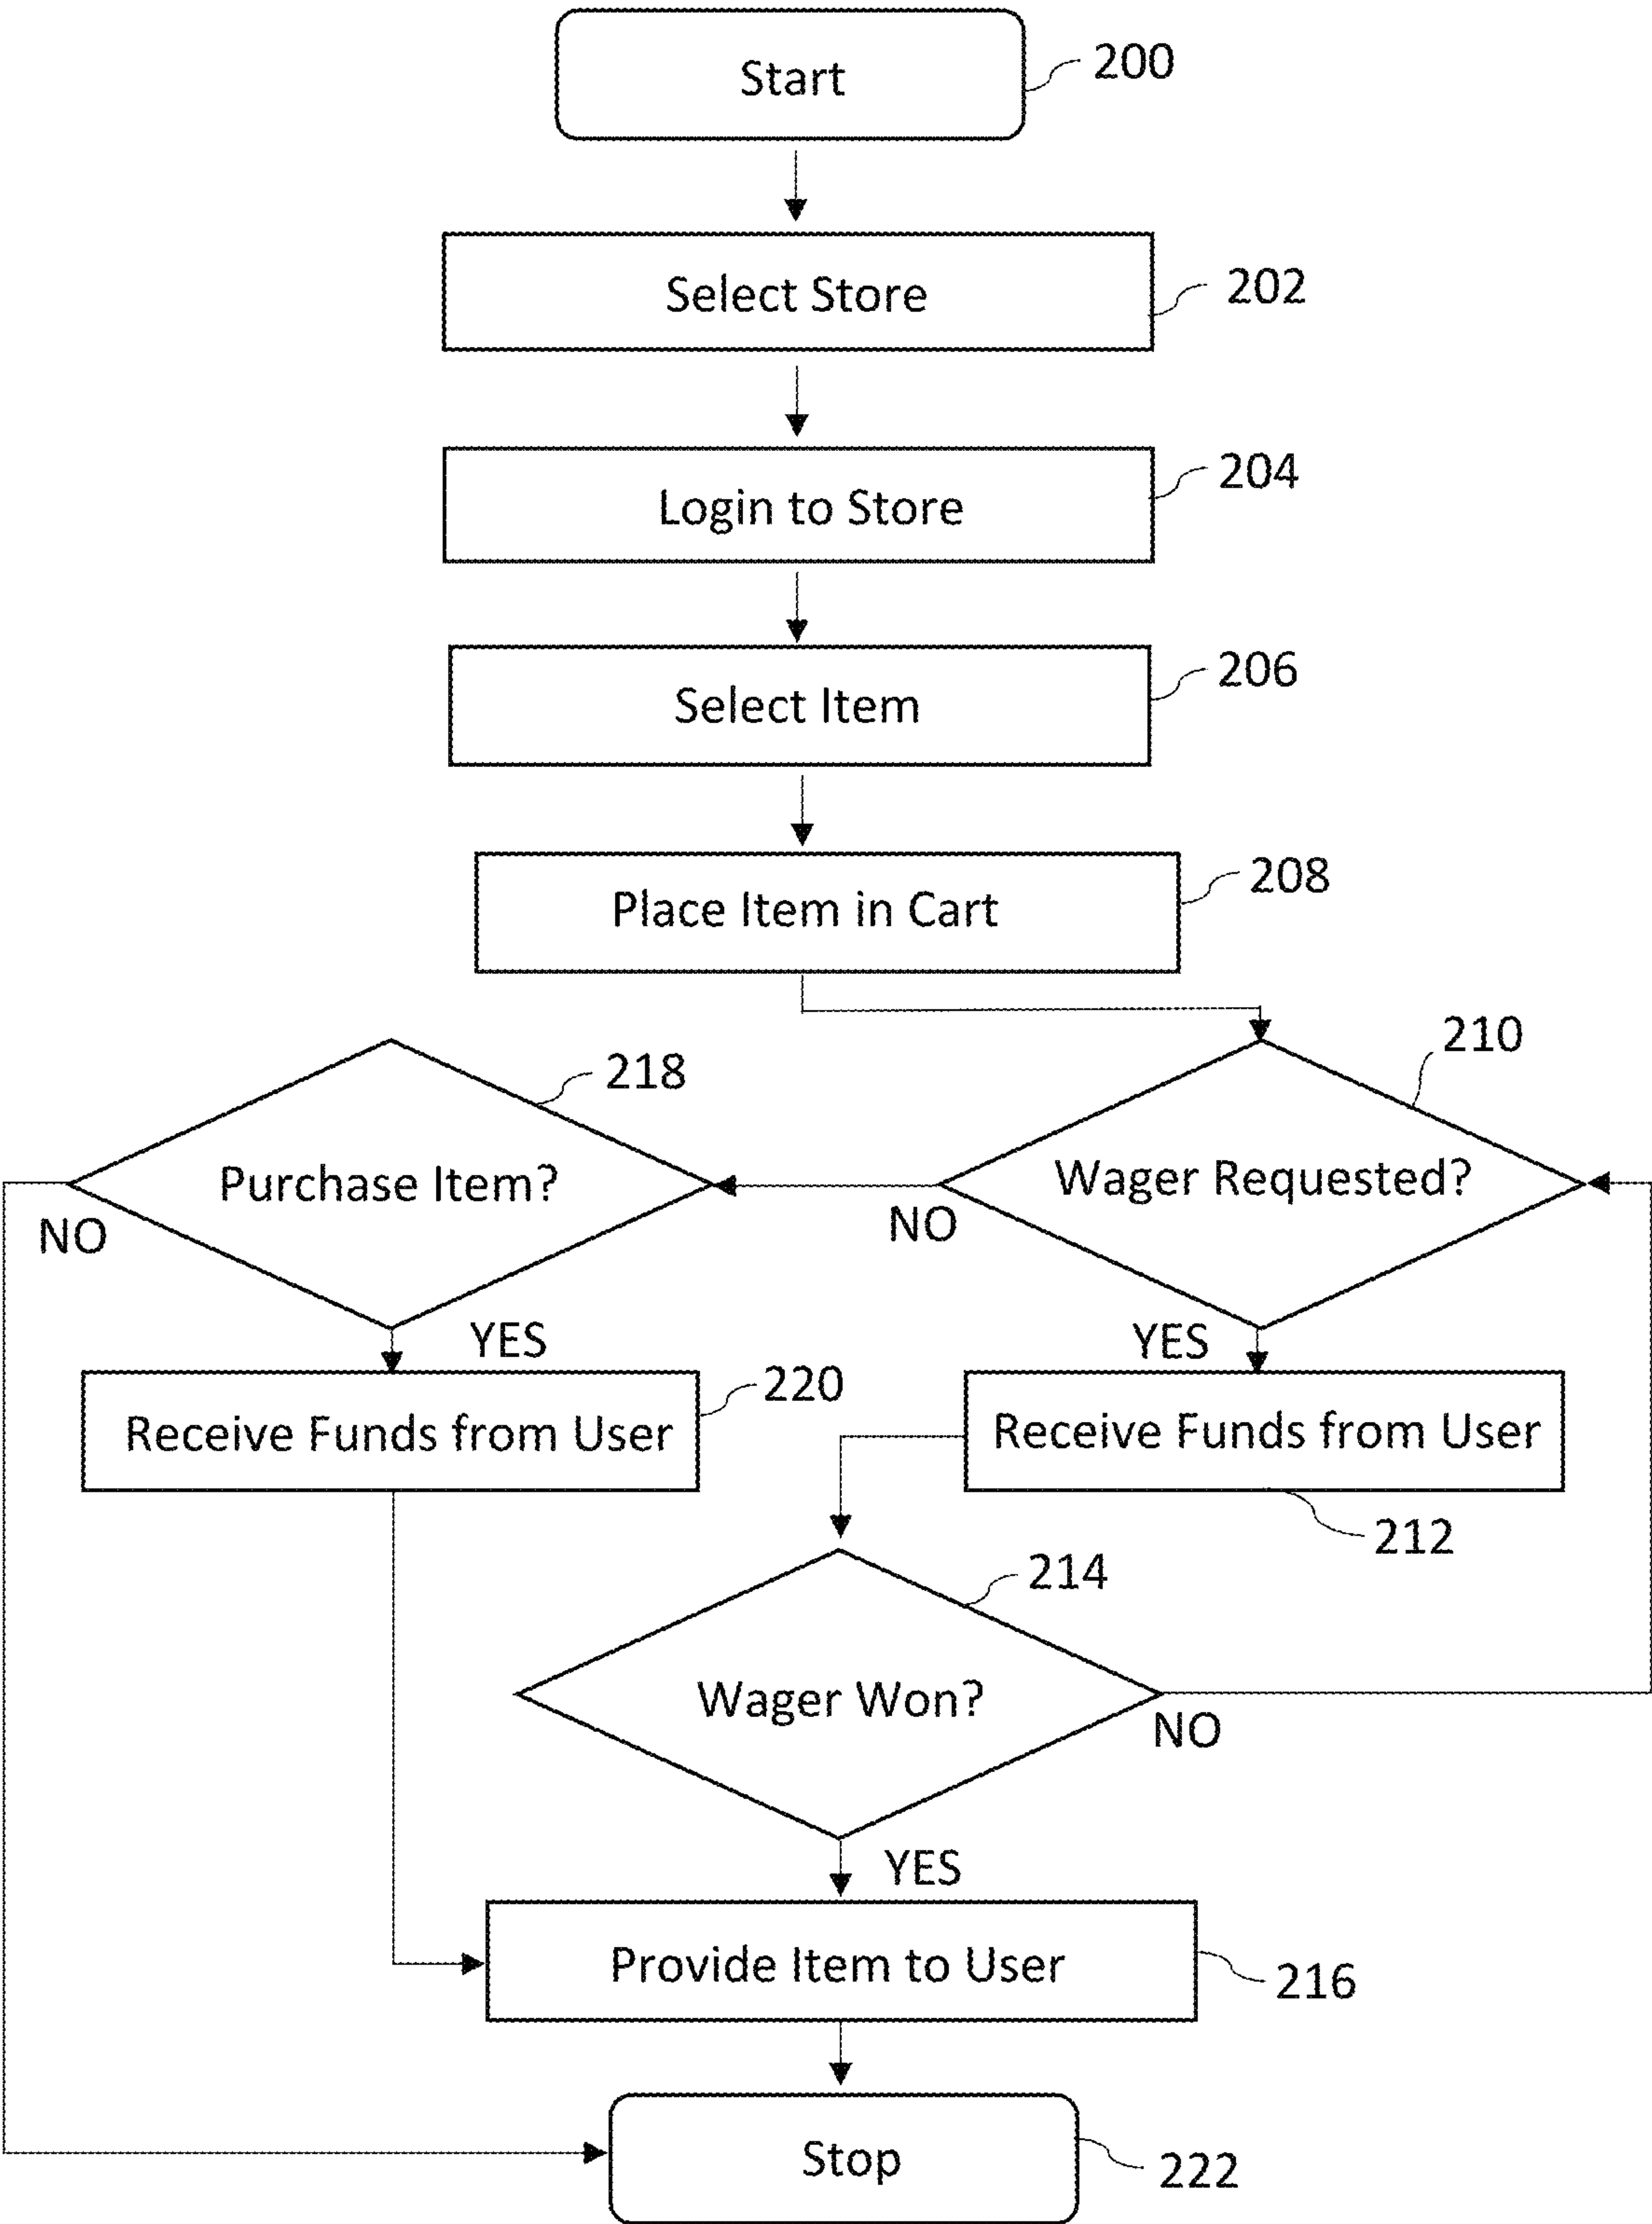 Start
200
Select Store
202
Login to Store
204
Select Item
206
Place Item in Cart
208
210
218
Purchase Item?
Wager Requested?
NO
NO
YES
YES
220
Receive Funds from User
Receive Funds from User
212
214
Wager Won?
NO
YES
Provide Item to User
216
Stop
222